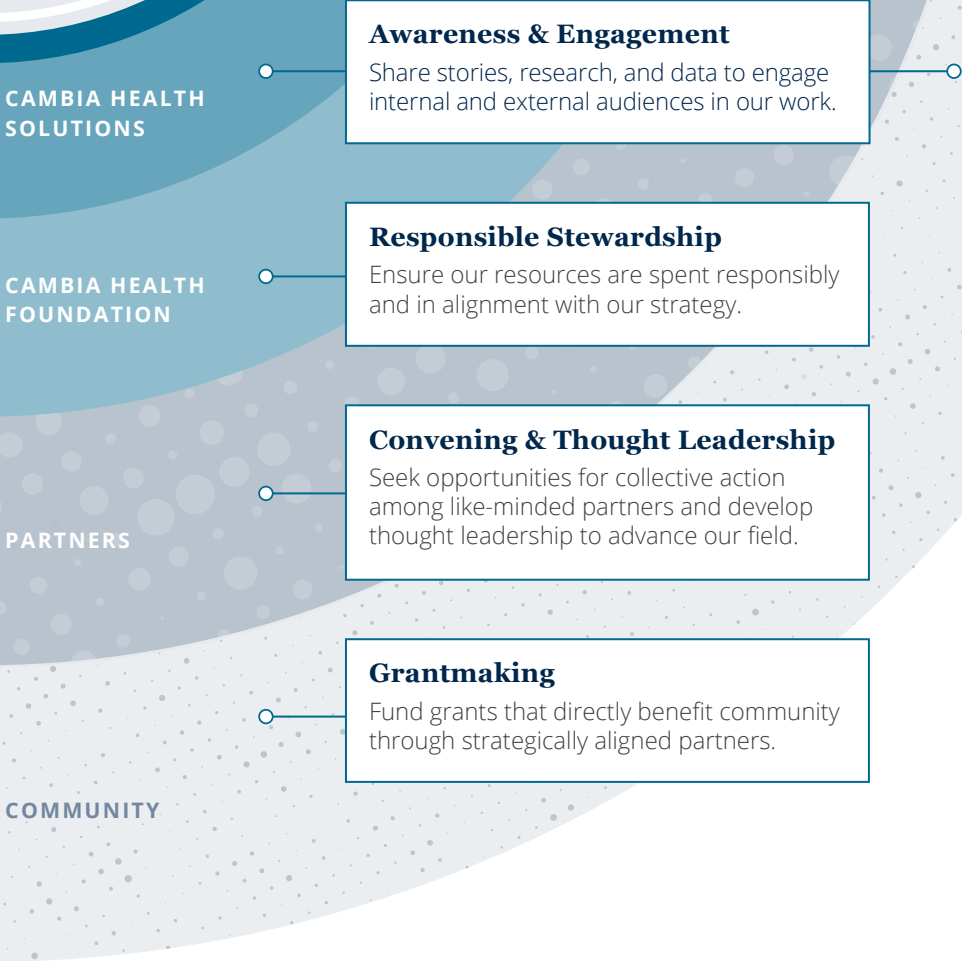 Awareness & Engagement
Share stories, research, and data to engage
internal and external audiences in our work.
CAMBIA HEALTH
SOLUTIONS
Responsible Stewardship
Ensure our resources are spent responsibly
and in alignment with our strategy.
CAMBIA HEALTH
FOUNDATION
Convening & Thought Leadership
Seek opportunities for collective action
among like-minded partners and develop
thought leadership to advance our field.
PARTNERS
Grantmaking
Fund grants that directly benefit community
through strategically aligned partners.
COMMUNITY